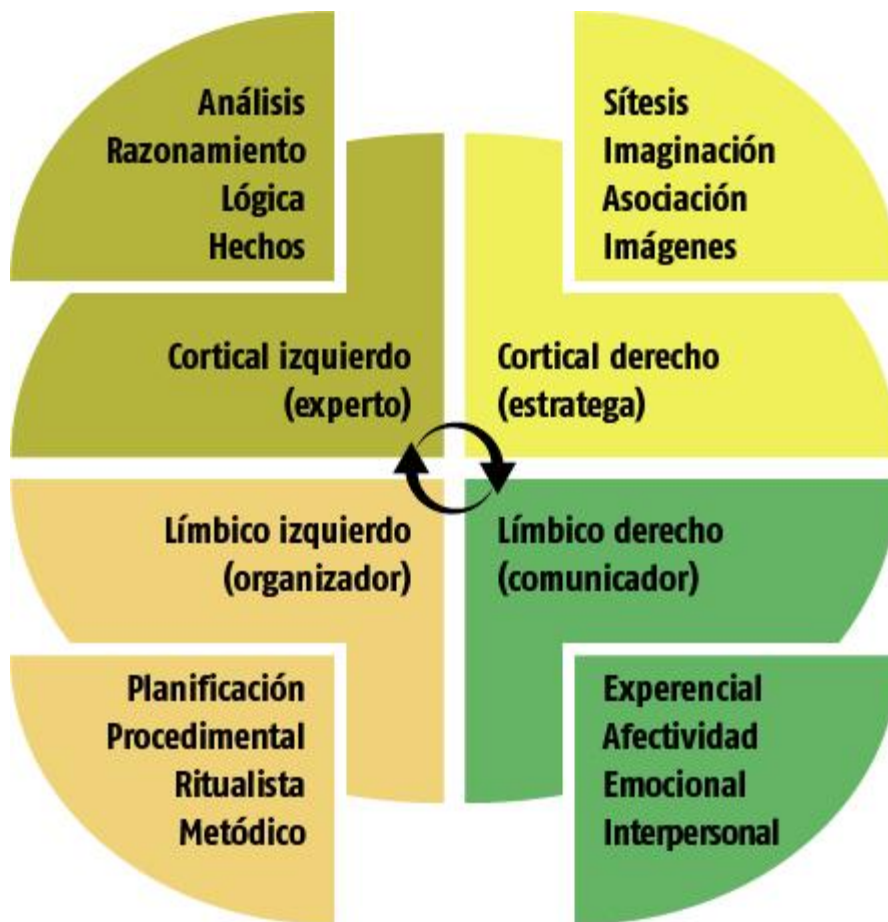 Análisis
Razonamiento
Lógica
Hechos
Sítesis
Imaginación
Asociación
Imágenes
Cortical izquierdo
(experto)
Cortical derecho
(estratega)
Límbico izquierdo
(organizador)
Límbico derecho
(comunicador)
Planificación
Procedimental
Ritualista
Metódico
Experencial
Afectividad
Emocional
Interpersonal